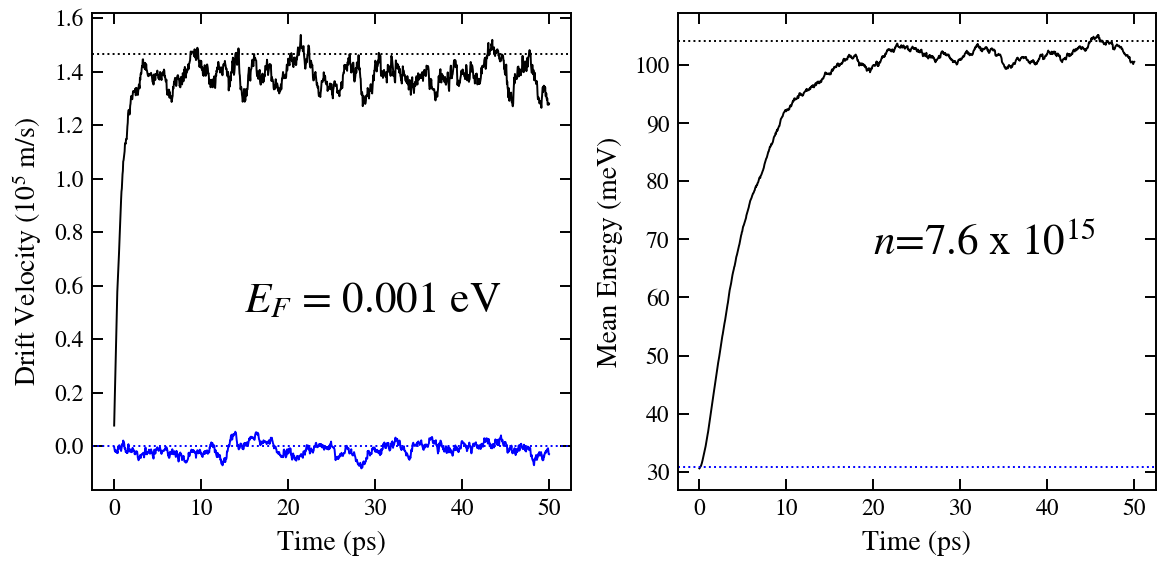 1.6
1.4
1.2
1.0
0.8
0.6
0.4
0.2
0.0
Drift Velocity (10⁵ m/s)
E_F = 0.001 eV
0 10 20 30 40 50
Time (ps)
100
90
80
70
60
50
40
30
Mean Energy (meV)
n=7.6 x 10¹⁵
0 10 20 30 40 50
Time (ps)